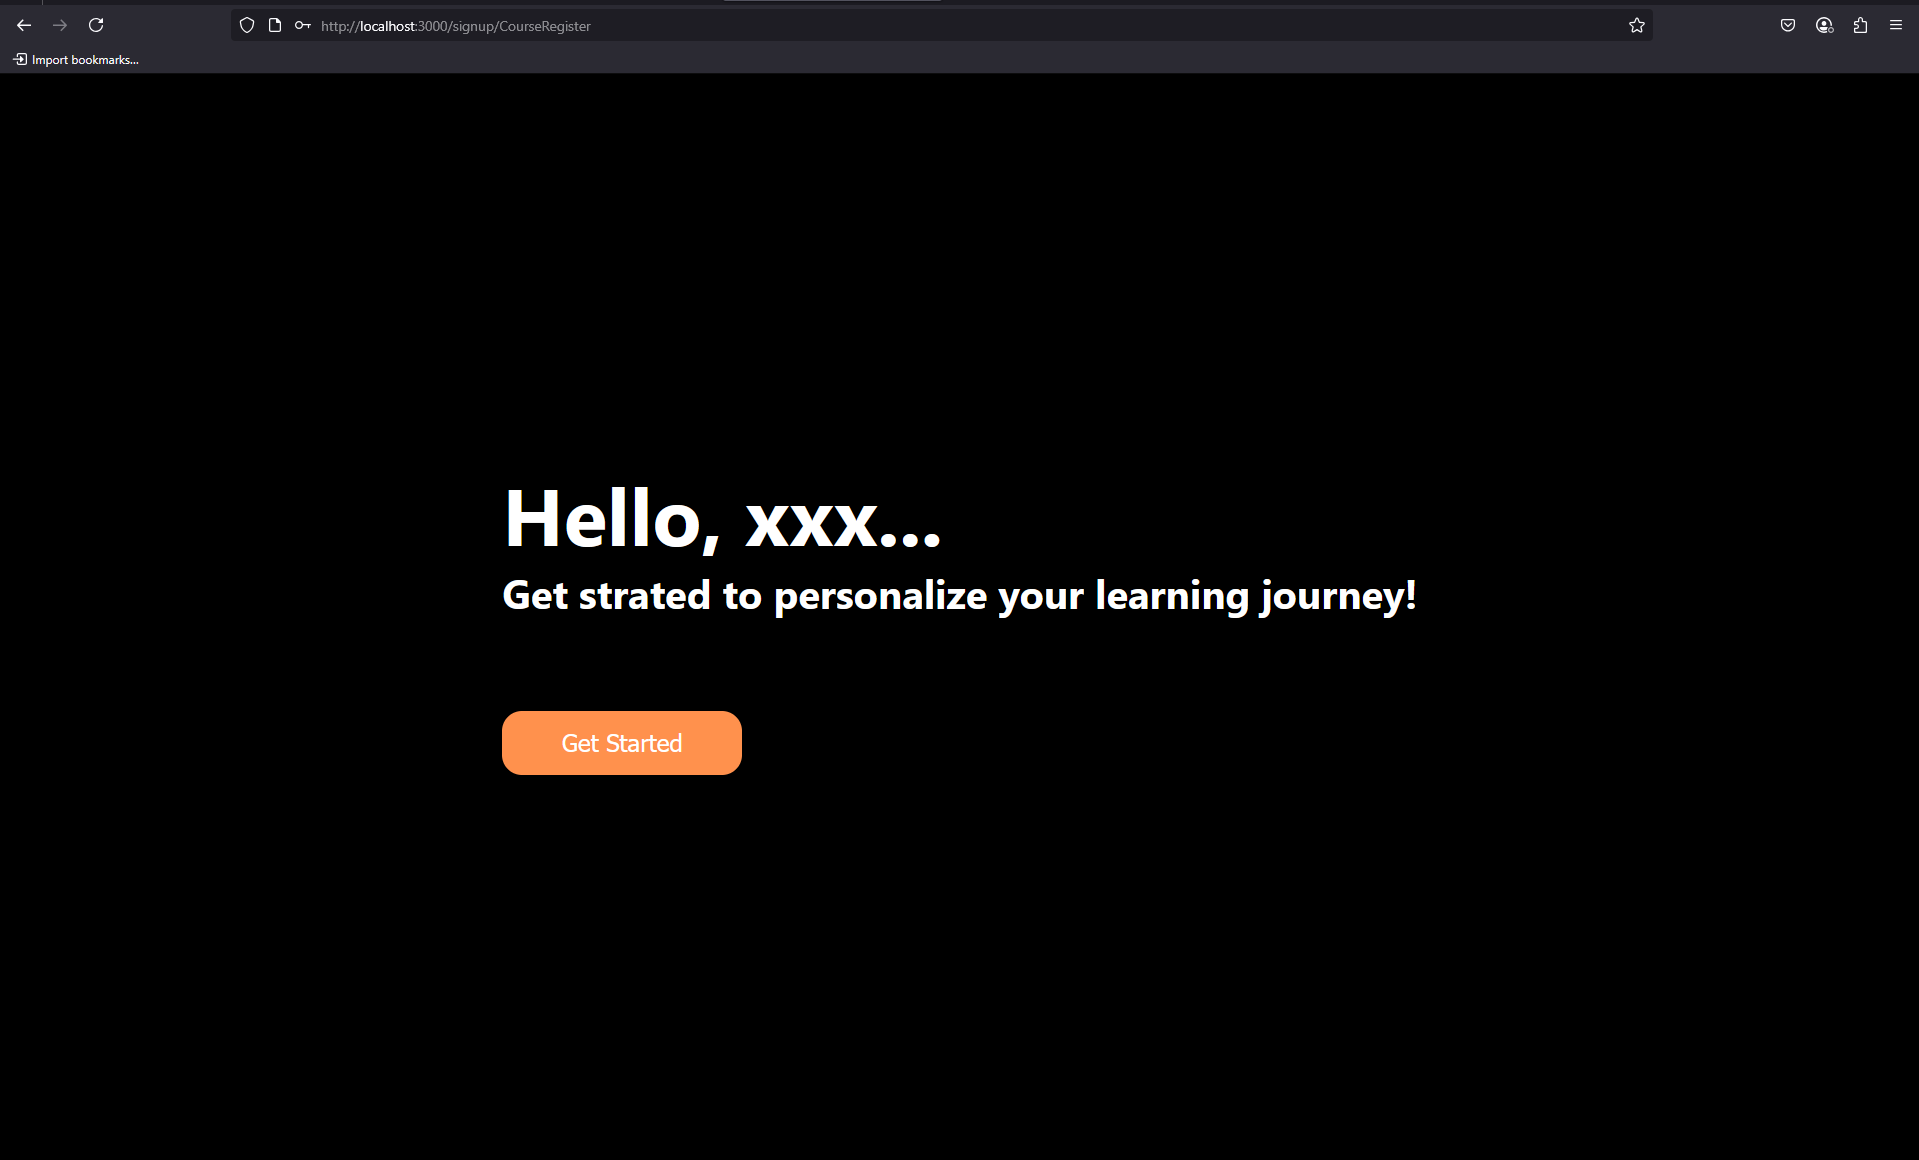 http://localhost:3000/signup/CourseRegister
Import bookmarks...
Hello, xxx...
Get strated to personalize your learning journey!
Get Started